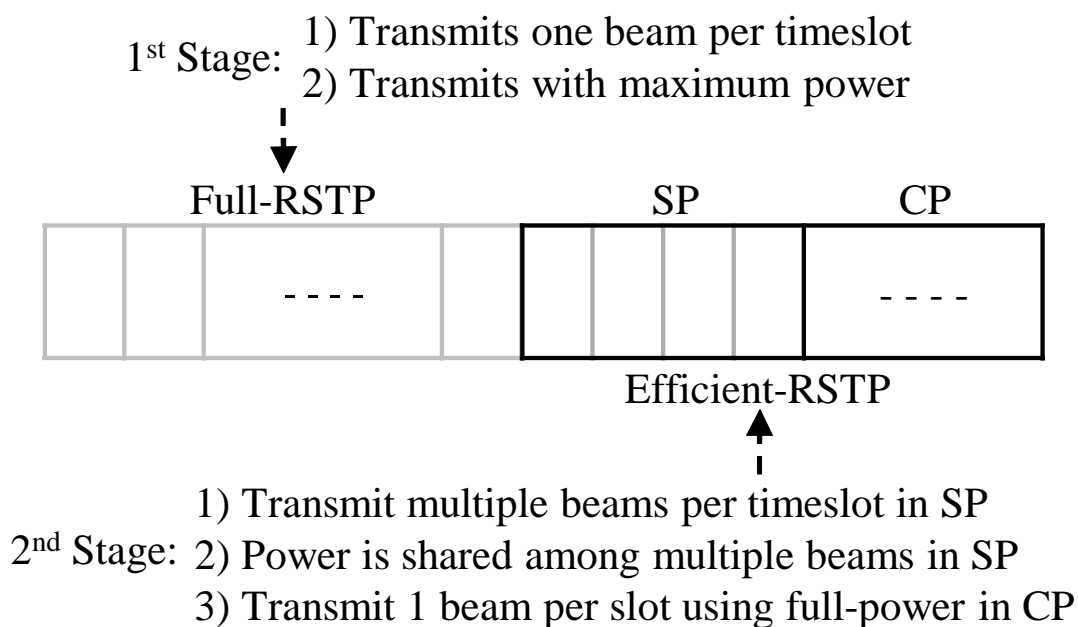 1) Transmits one beam per timeslot
1st Stage:
2) Transmits with maximum power
Full-RSTP SP CP
- - - - - - - -
Efficient-RSTP
1) Transmit multiple beams per timeslot in SP
2nd Stage: 2) Power is shared among multiple beams in SP
3) Transmit 1 beam per slot using full-power in CP